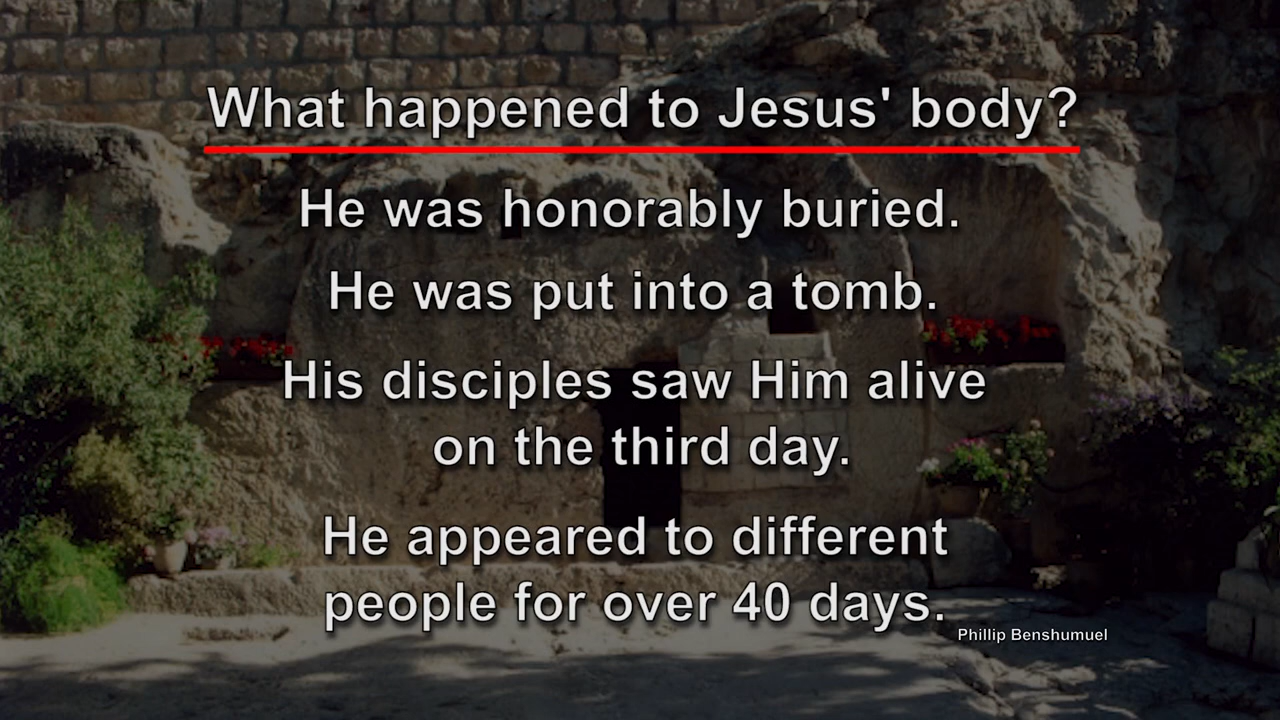 What happened to Jesus' body?
He was honorably buried.
He was put into a tomb.
His disciples saw Him alive
on the third day.
He appeared to different
people for over 40 days.
Phillip Benshumuel